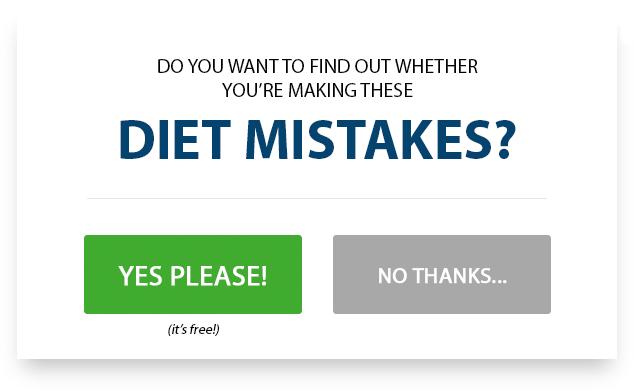 DO YOU WANT TO FIND OUT WHETHER
YOU'RE MAKING THESE
DIET MISTAKES?
YES PLEASE!
NO THANKS...
(it's free!)